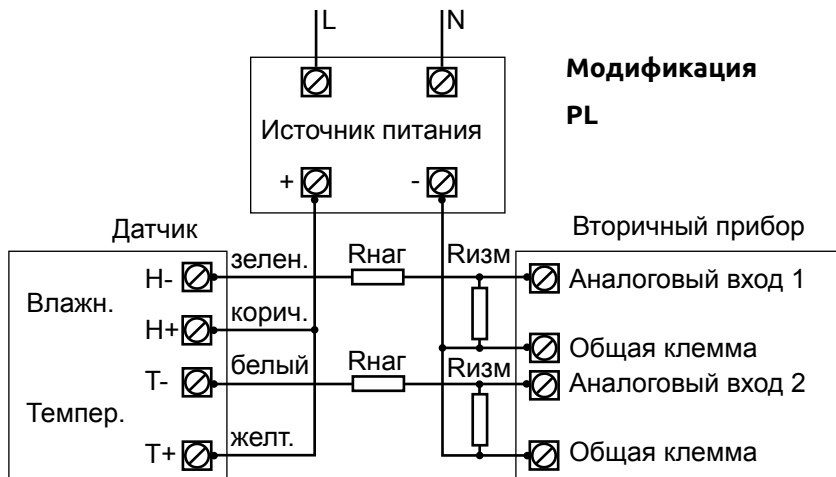 L N
Модификация
PL
Источник питания
+ -
Датчик
Вторичный прибор
H- зелен. Rнаг Rизм Аналоговый вход 1
Влажн.
H+ корич.
Общая клемма
T- белый Rнаг Rизм Аналоговый вход 2
Темпер.
T+ желт. Общая клемма